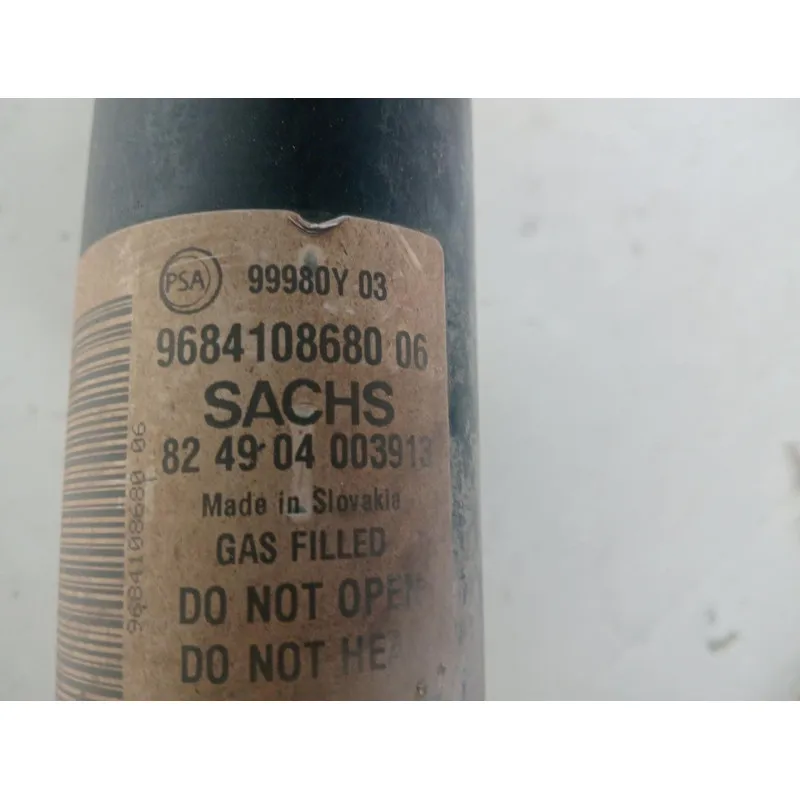 PSA 99980Y 03
9684108680 06
SACHS
82 49 04 003913
Made in Slovakia
GAS FILLED
DO NOT OPEN
DO NOT HE
9684108680 06